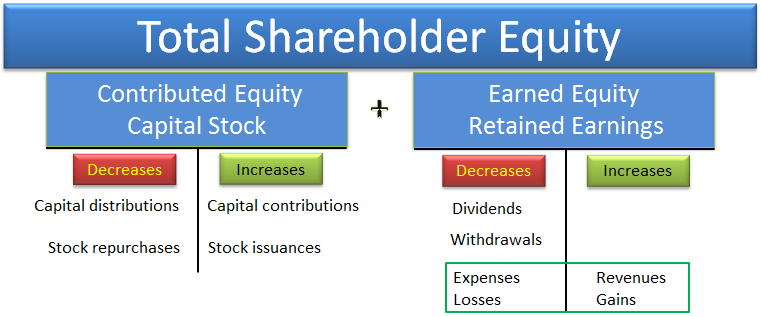 Total Shareholder Equity
Contributed Equity
Capital Stock
+
Earned Equity
Retained Earnings
Decreases
Increases
Capital distributions
Capital contributions
Stock repurchases
Stock issuances
Decreases
Increases
Dividends
Withdrawals
Expenses
Revenues
Losses
Gains